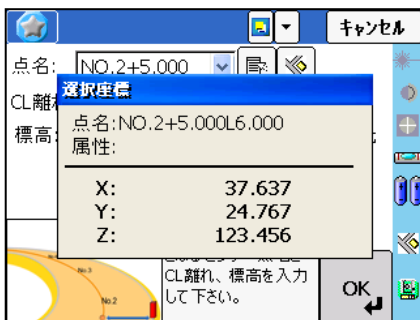 キャンセル
点名: NO.2+5.000
CL離
標高
選択座標
点名:NO.2+5.000L6.000
属性:
X: 37.637
Y: 24.767
Z: 123.456
CL離れ、標高を入力
して下さい。
No.3
No.2
OK